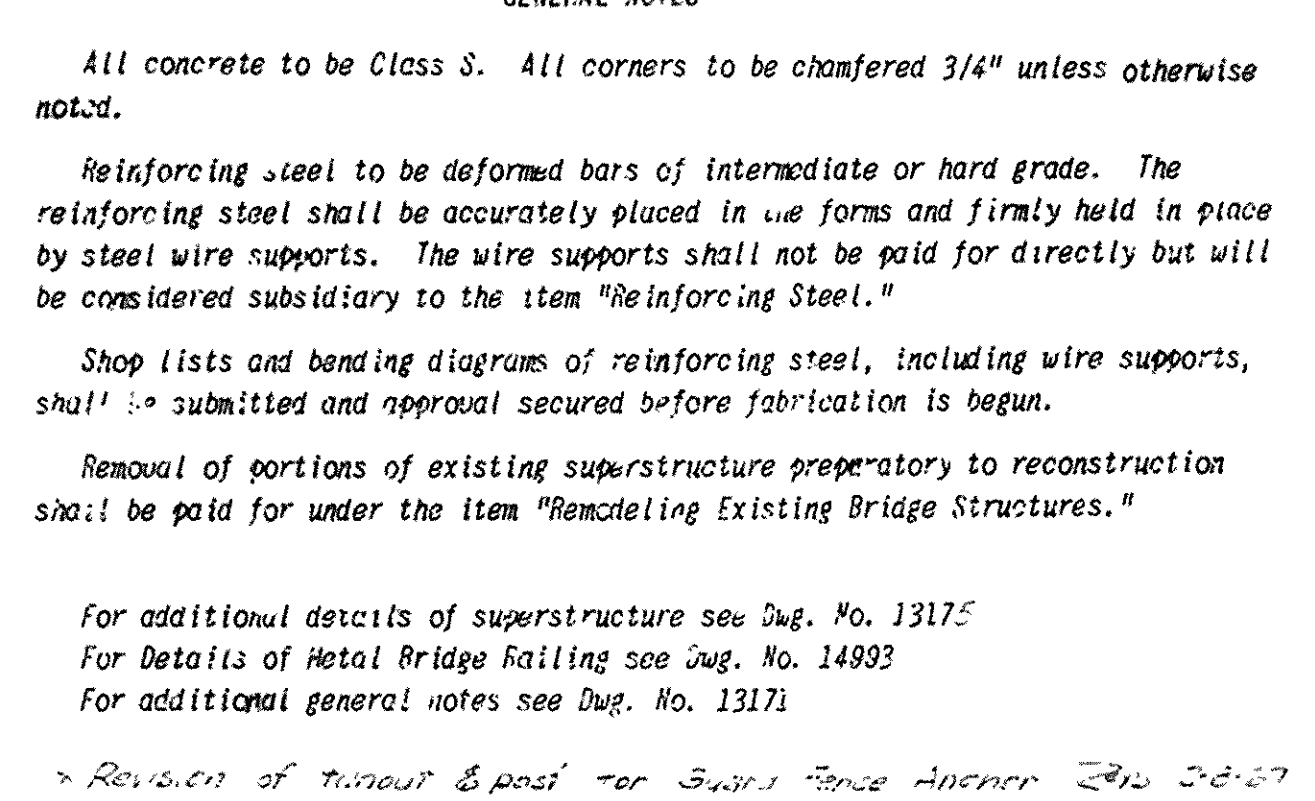 GENERAL NOTES
All concrete to be Class S. All corners to be chamfered 3/4" unless otherwise
noted.
Reinforcing steel to be deformed bars of intermediate or hard grade. The
reinforcing steel shall be accurately placed in the forms and firmly held in place
by steel wire supports. The wire supports shall not be paid for directly but will
be considered subsidiary to the item "Reinforcing Steel."
Shop lists and bending diagrams of reinforcing steel, including wire supports,
shall be submitted and approval secured before fabrication is begun.
Removal of portions of existing superstructure preparatory to reconstruction
shall be paid for under the item "Remodeling Existing Bridge Structures."
For additional details of superstructure see Dwg. No. 13175
For Details of Metal Bridge Railing see Dwg. No. 14993
For additional general notes see Dwg. No. 13171
Revision of & post for Guard Fence Anchor